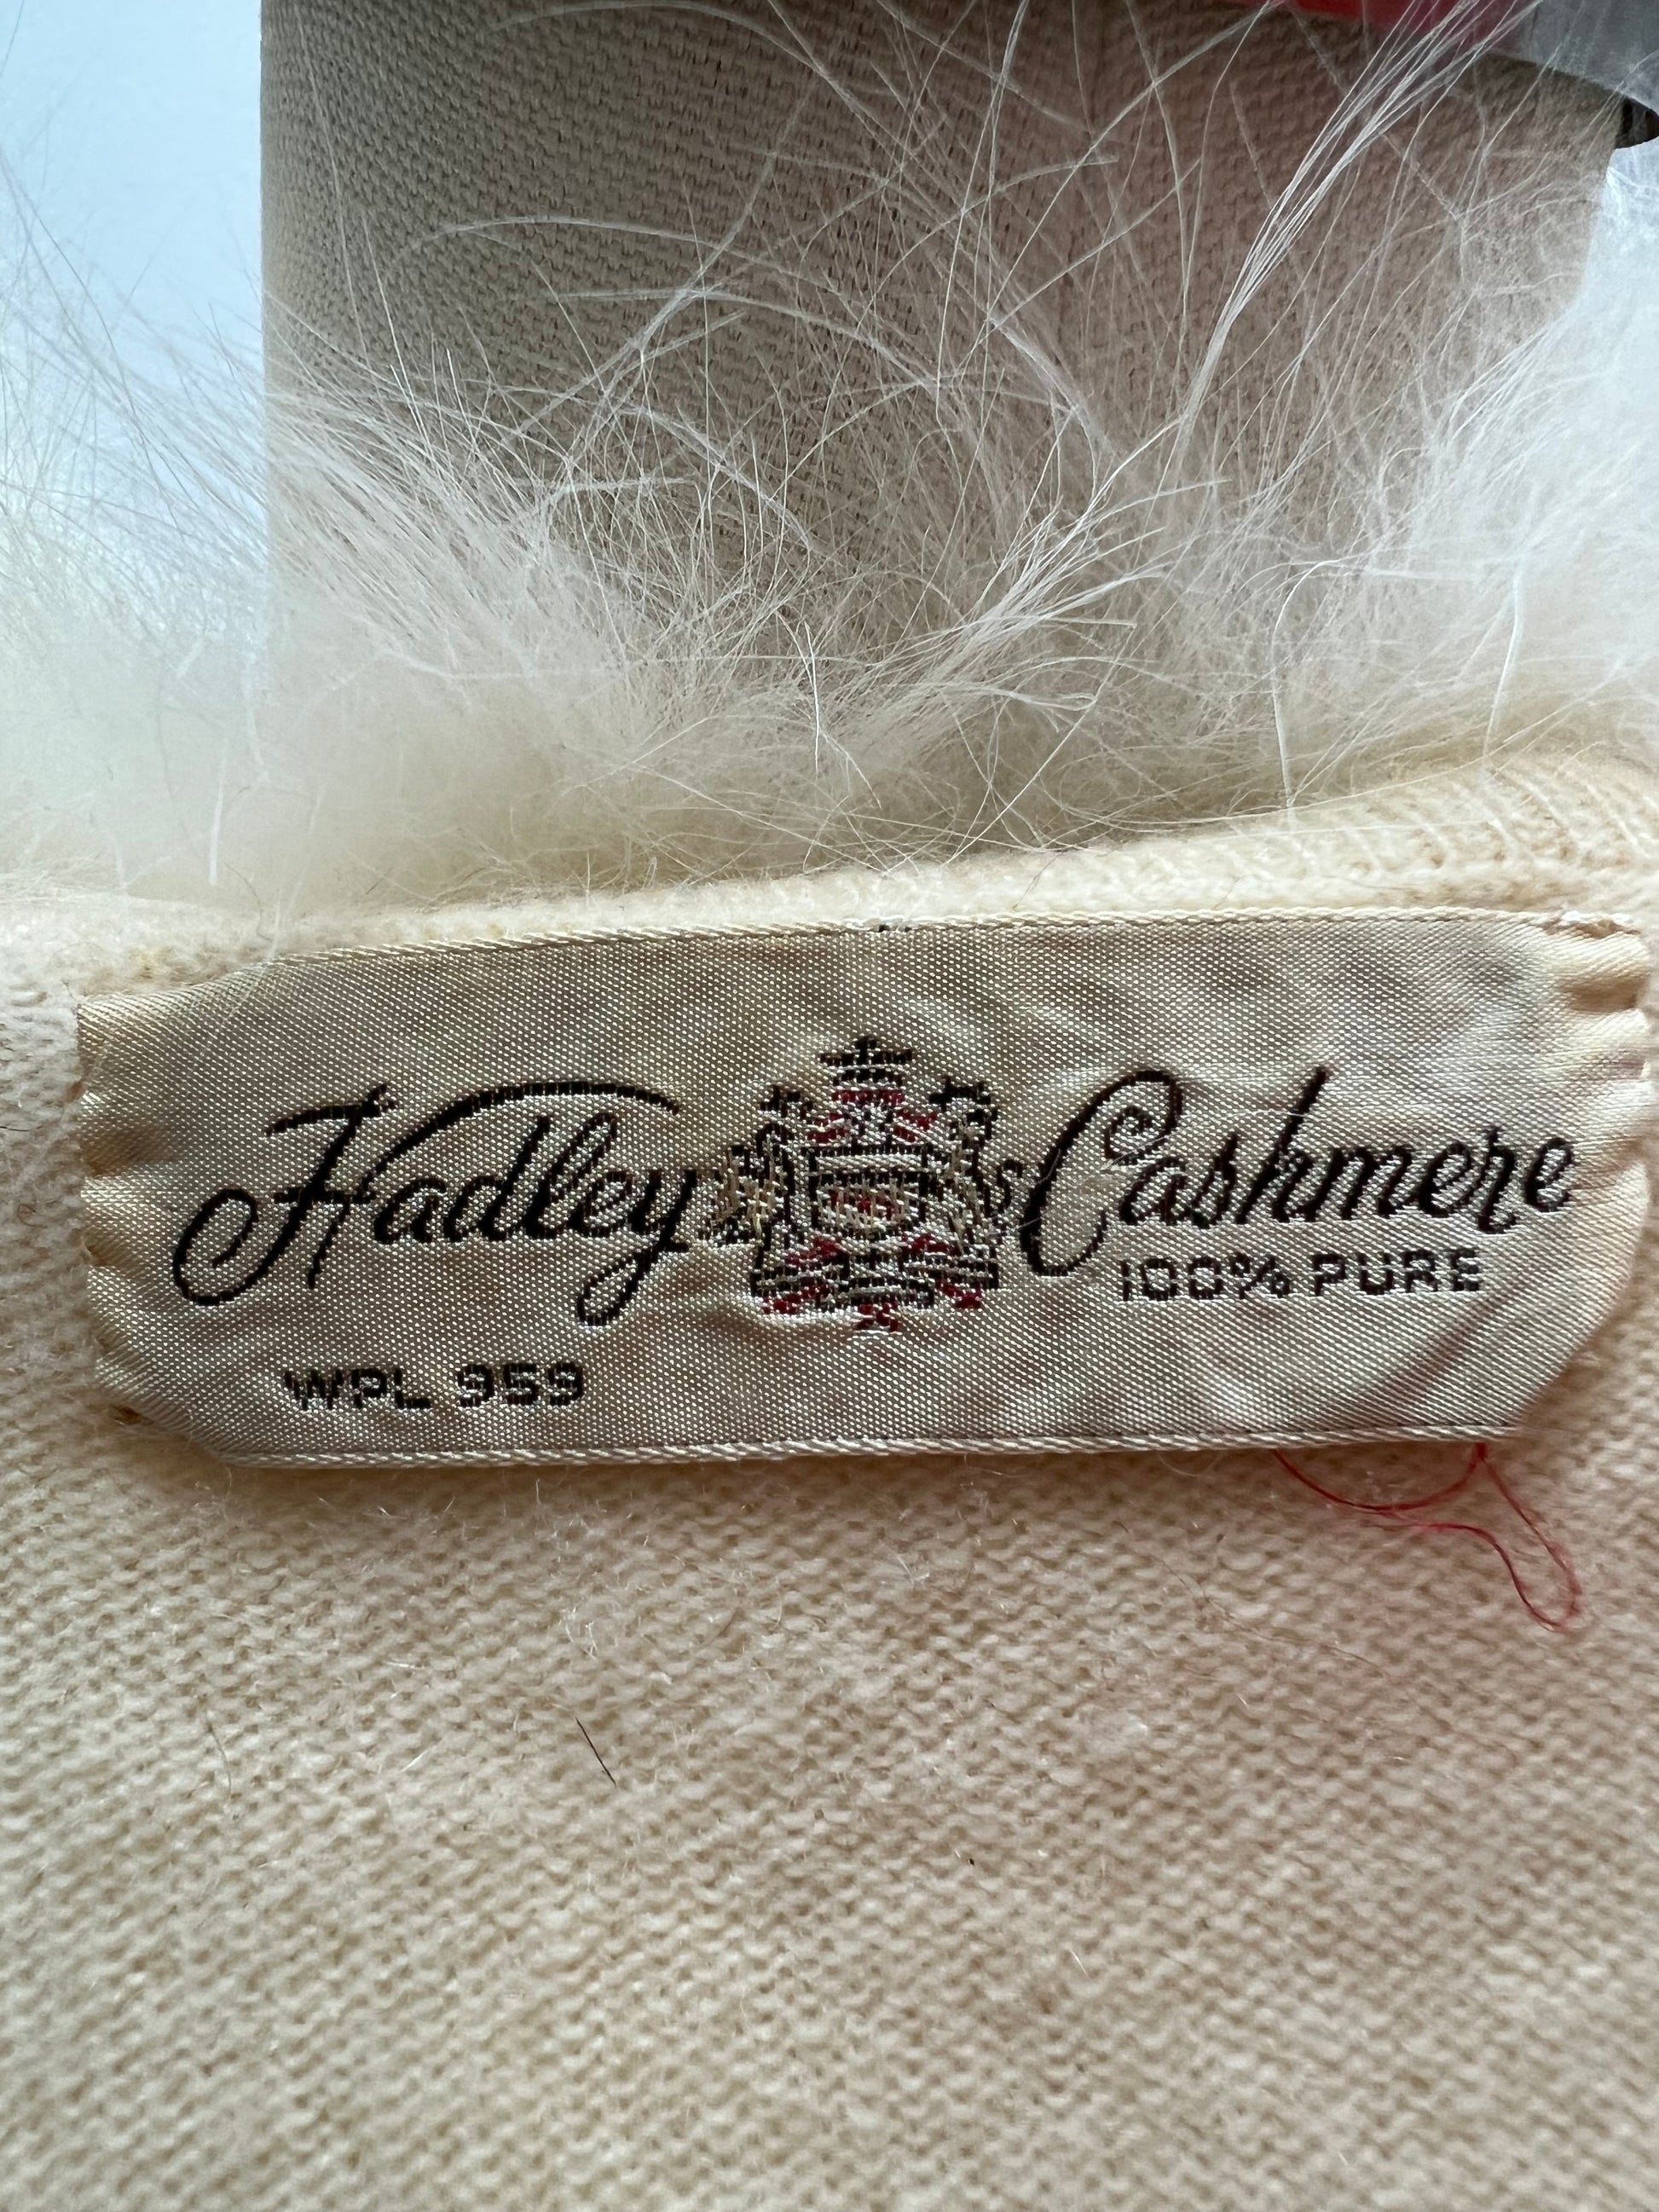 Hadley Cashmere
100% PURE
WPL 959